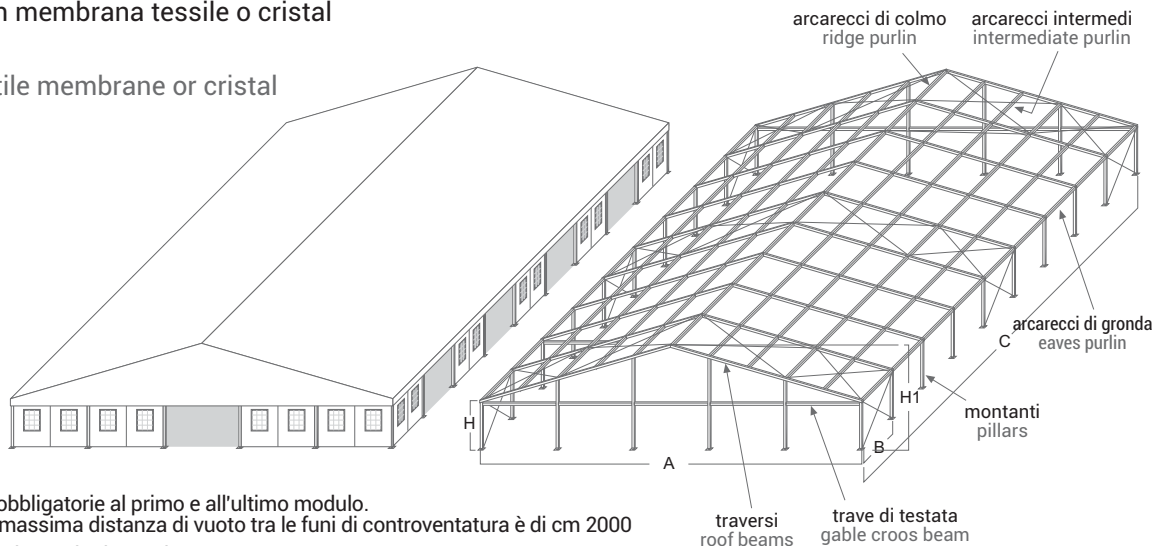 membrana tessile o cristal
membrane or cristal
arcarecci di colmo
ridge purlin
arcarecci intermedi
intermediate purlin
arcarecci di gronda
eaves purlin
C
H1
H
montanti
pillars
B
A
obbligatorie al primo e all'ultimo modulo.
massima distanza di vuoto tra le funi di controventatura è di cm 2000
traversi
roof beams
trave di testata
gable croos beam